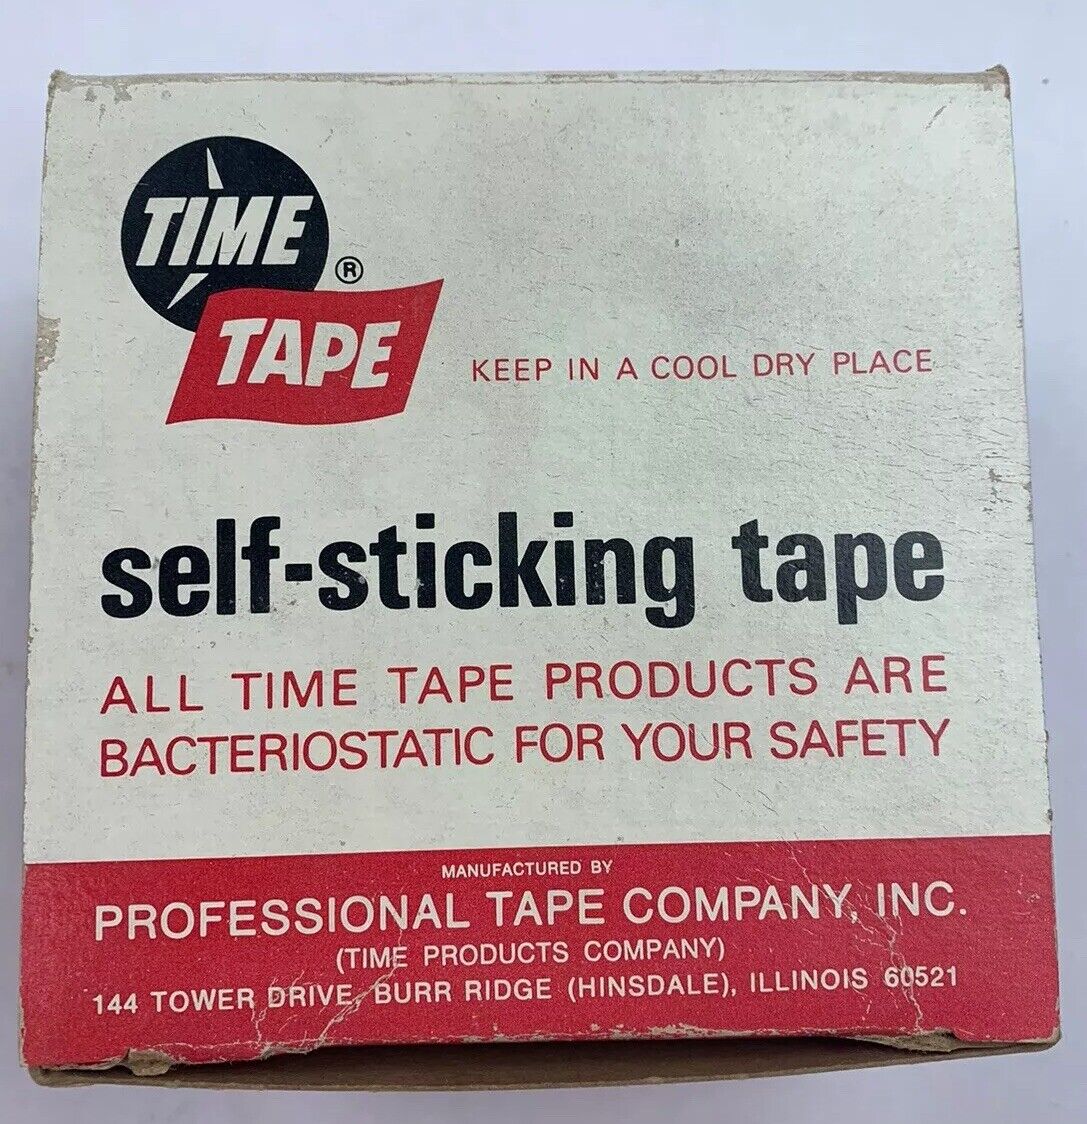 TIME
TAPE ®
KEEP IN A COOL DRY PLACE
self-sticking tape
ALL TIME TAPE PRODUCTS ARE
BACTERIOSTATIC FOR YOUR SAFETY
MANUFACTURED BY
PROFESSIONAL TAPE COMPANY, INC.
(TIME PRODUCTS COMPANY)
144 TOWER DRIVE, BURR RIDGE (HINSDALE), ILLINOIS 60521